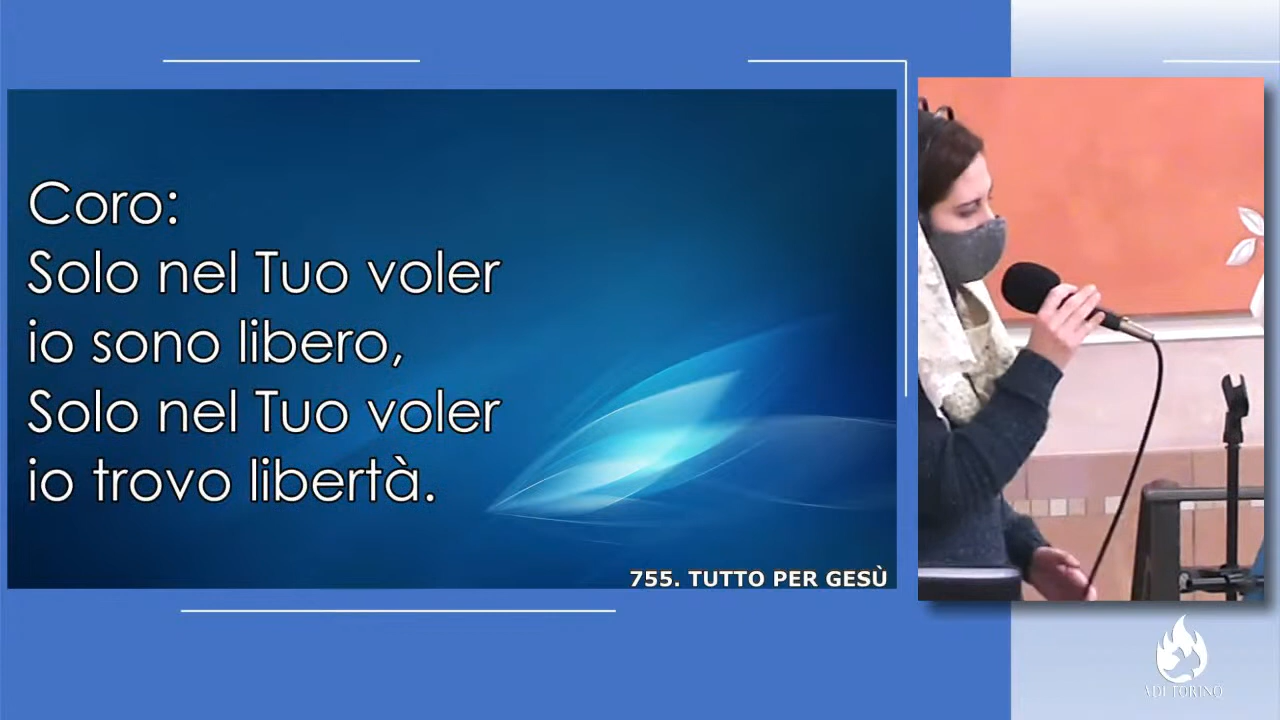 Coro:
Solo nel Tuo voler
io sono libero,
Solo nel Tuo voler
io trovo libertà.
755. TUTTO PER GESÙ
ADI TORINO